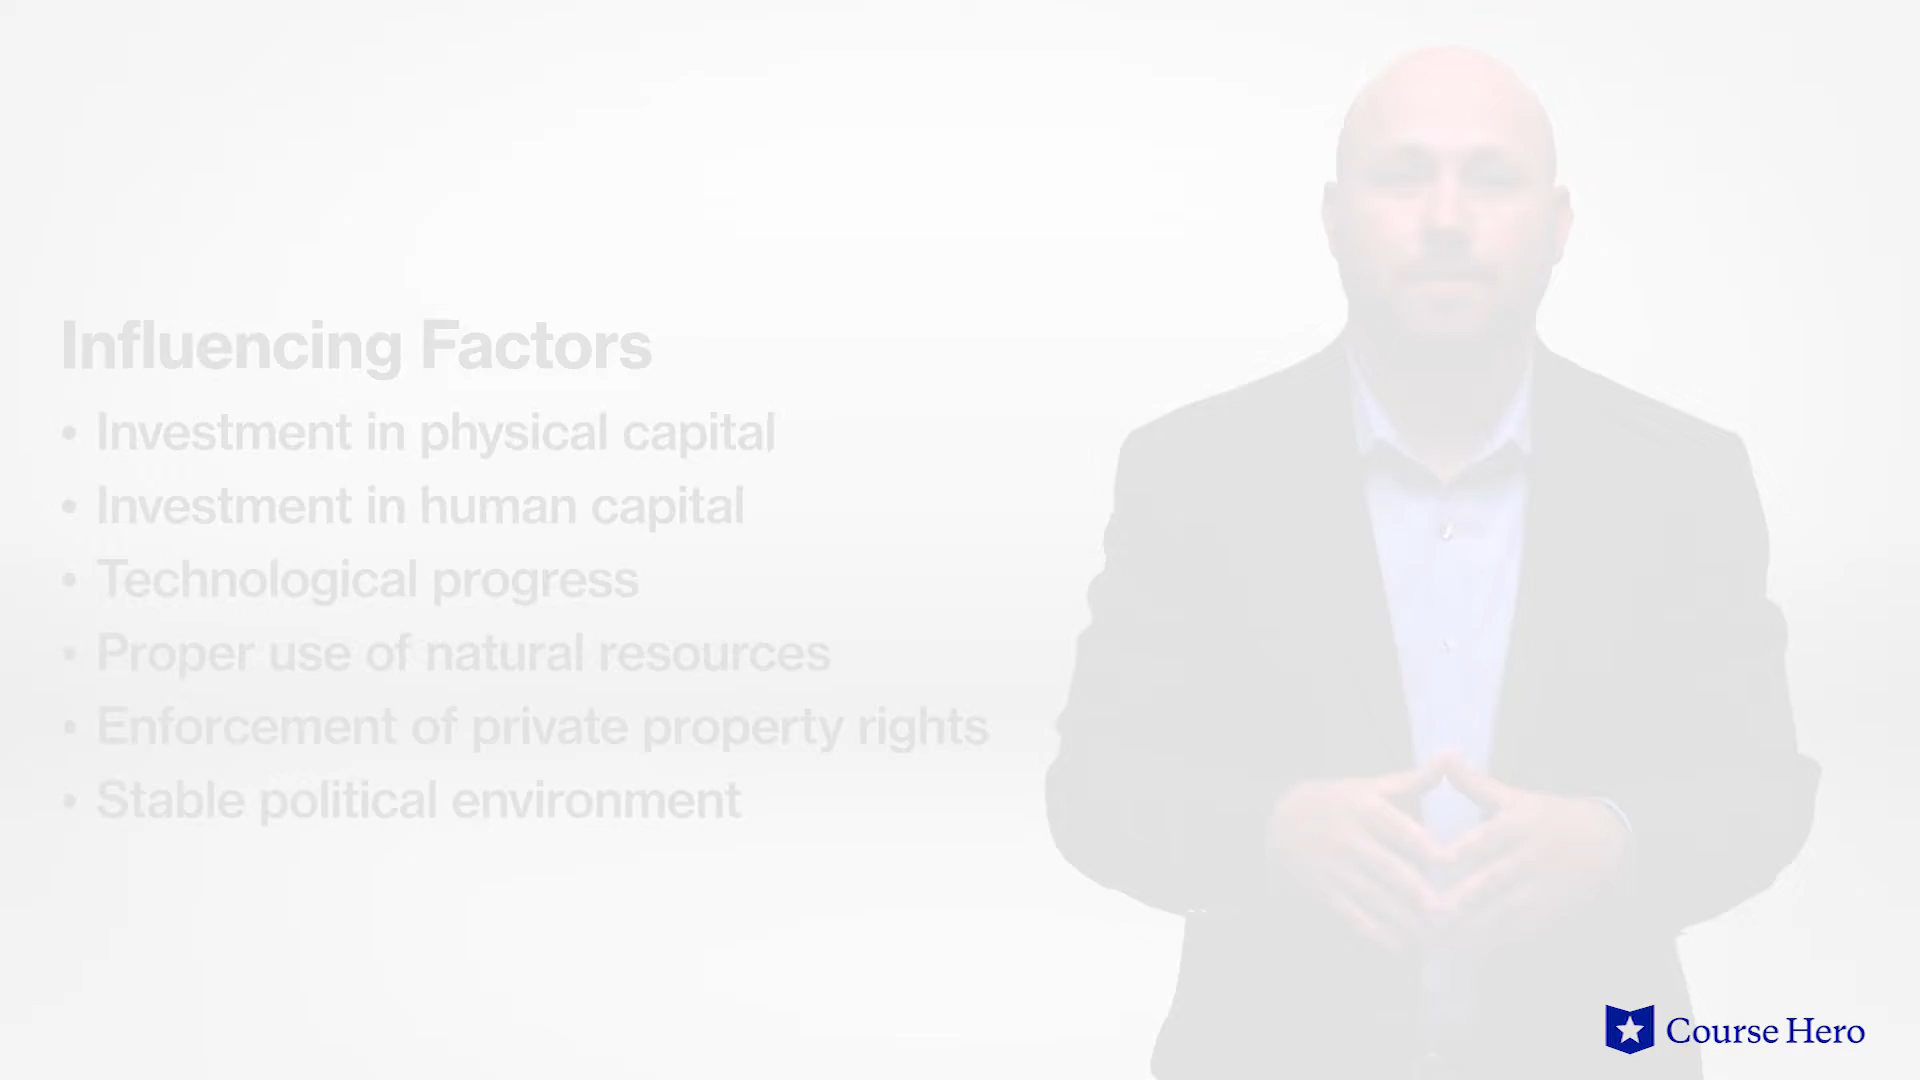 Influencing Factors
• Investment in physical capital
• Investment in human capital
• Technological progress
• Proper use of natural resources
• Enforcement of private property rights
• Stable political environment
Course Hero